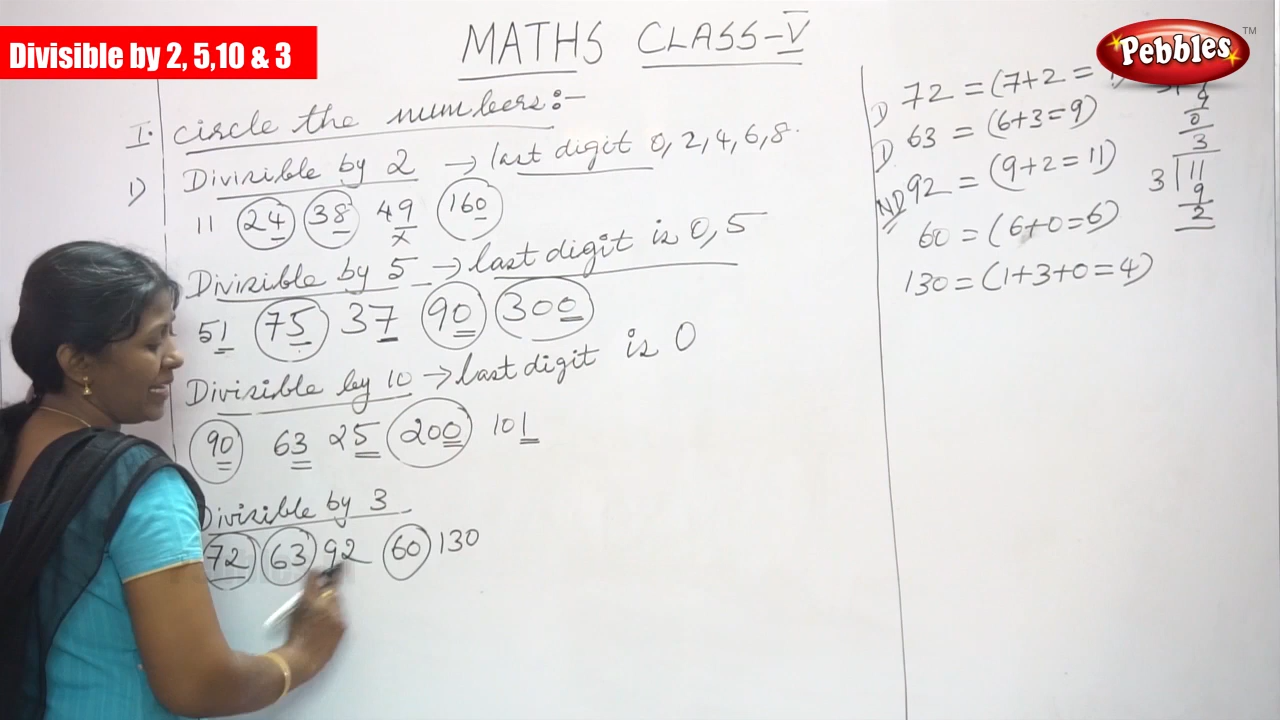 Divisible by 2, 5,10 & 3
Pebbles TM
MATHS CLASS-V
I. circle the numbers:-
1) Divisible by 2 → last digit 0, 2, 4, 6, 8.
11 24 38 49 x 160
Divisible by 5 → last digit is 0, 5
51 75 37 90 300
Divisible by 10 → last digit is 0
90 63 25 200 101
Divisible by 3
72 63 92 60 130
D 72 = (7+2 =
D 63 = (6+3=9)
ND 92 = (9+2 = 11)
60 = (6+0=6)
130 = (1+3+0=4)
9
0
3
3 11
9
2